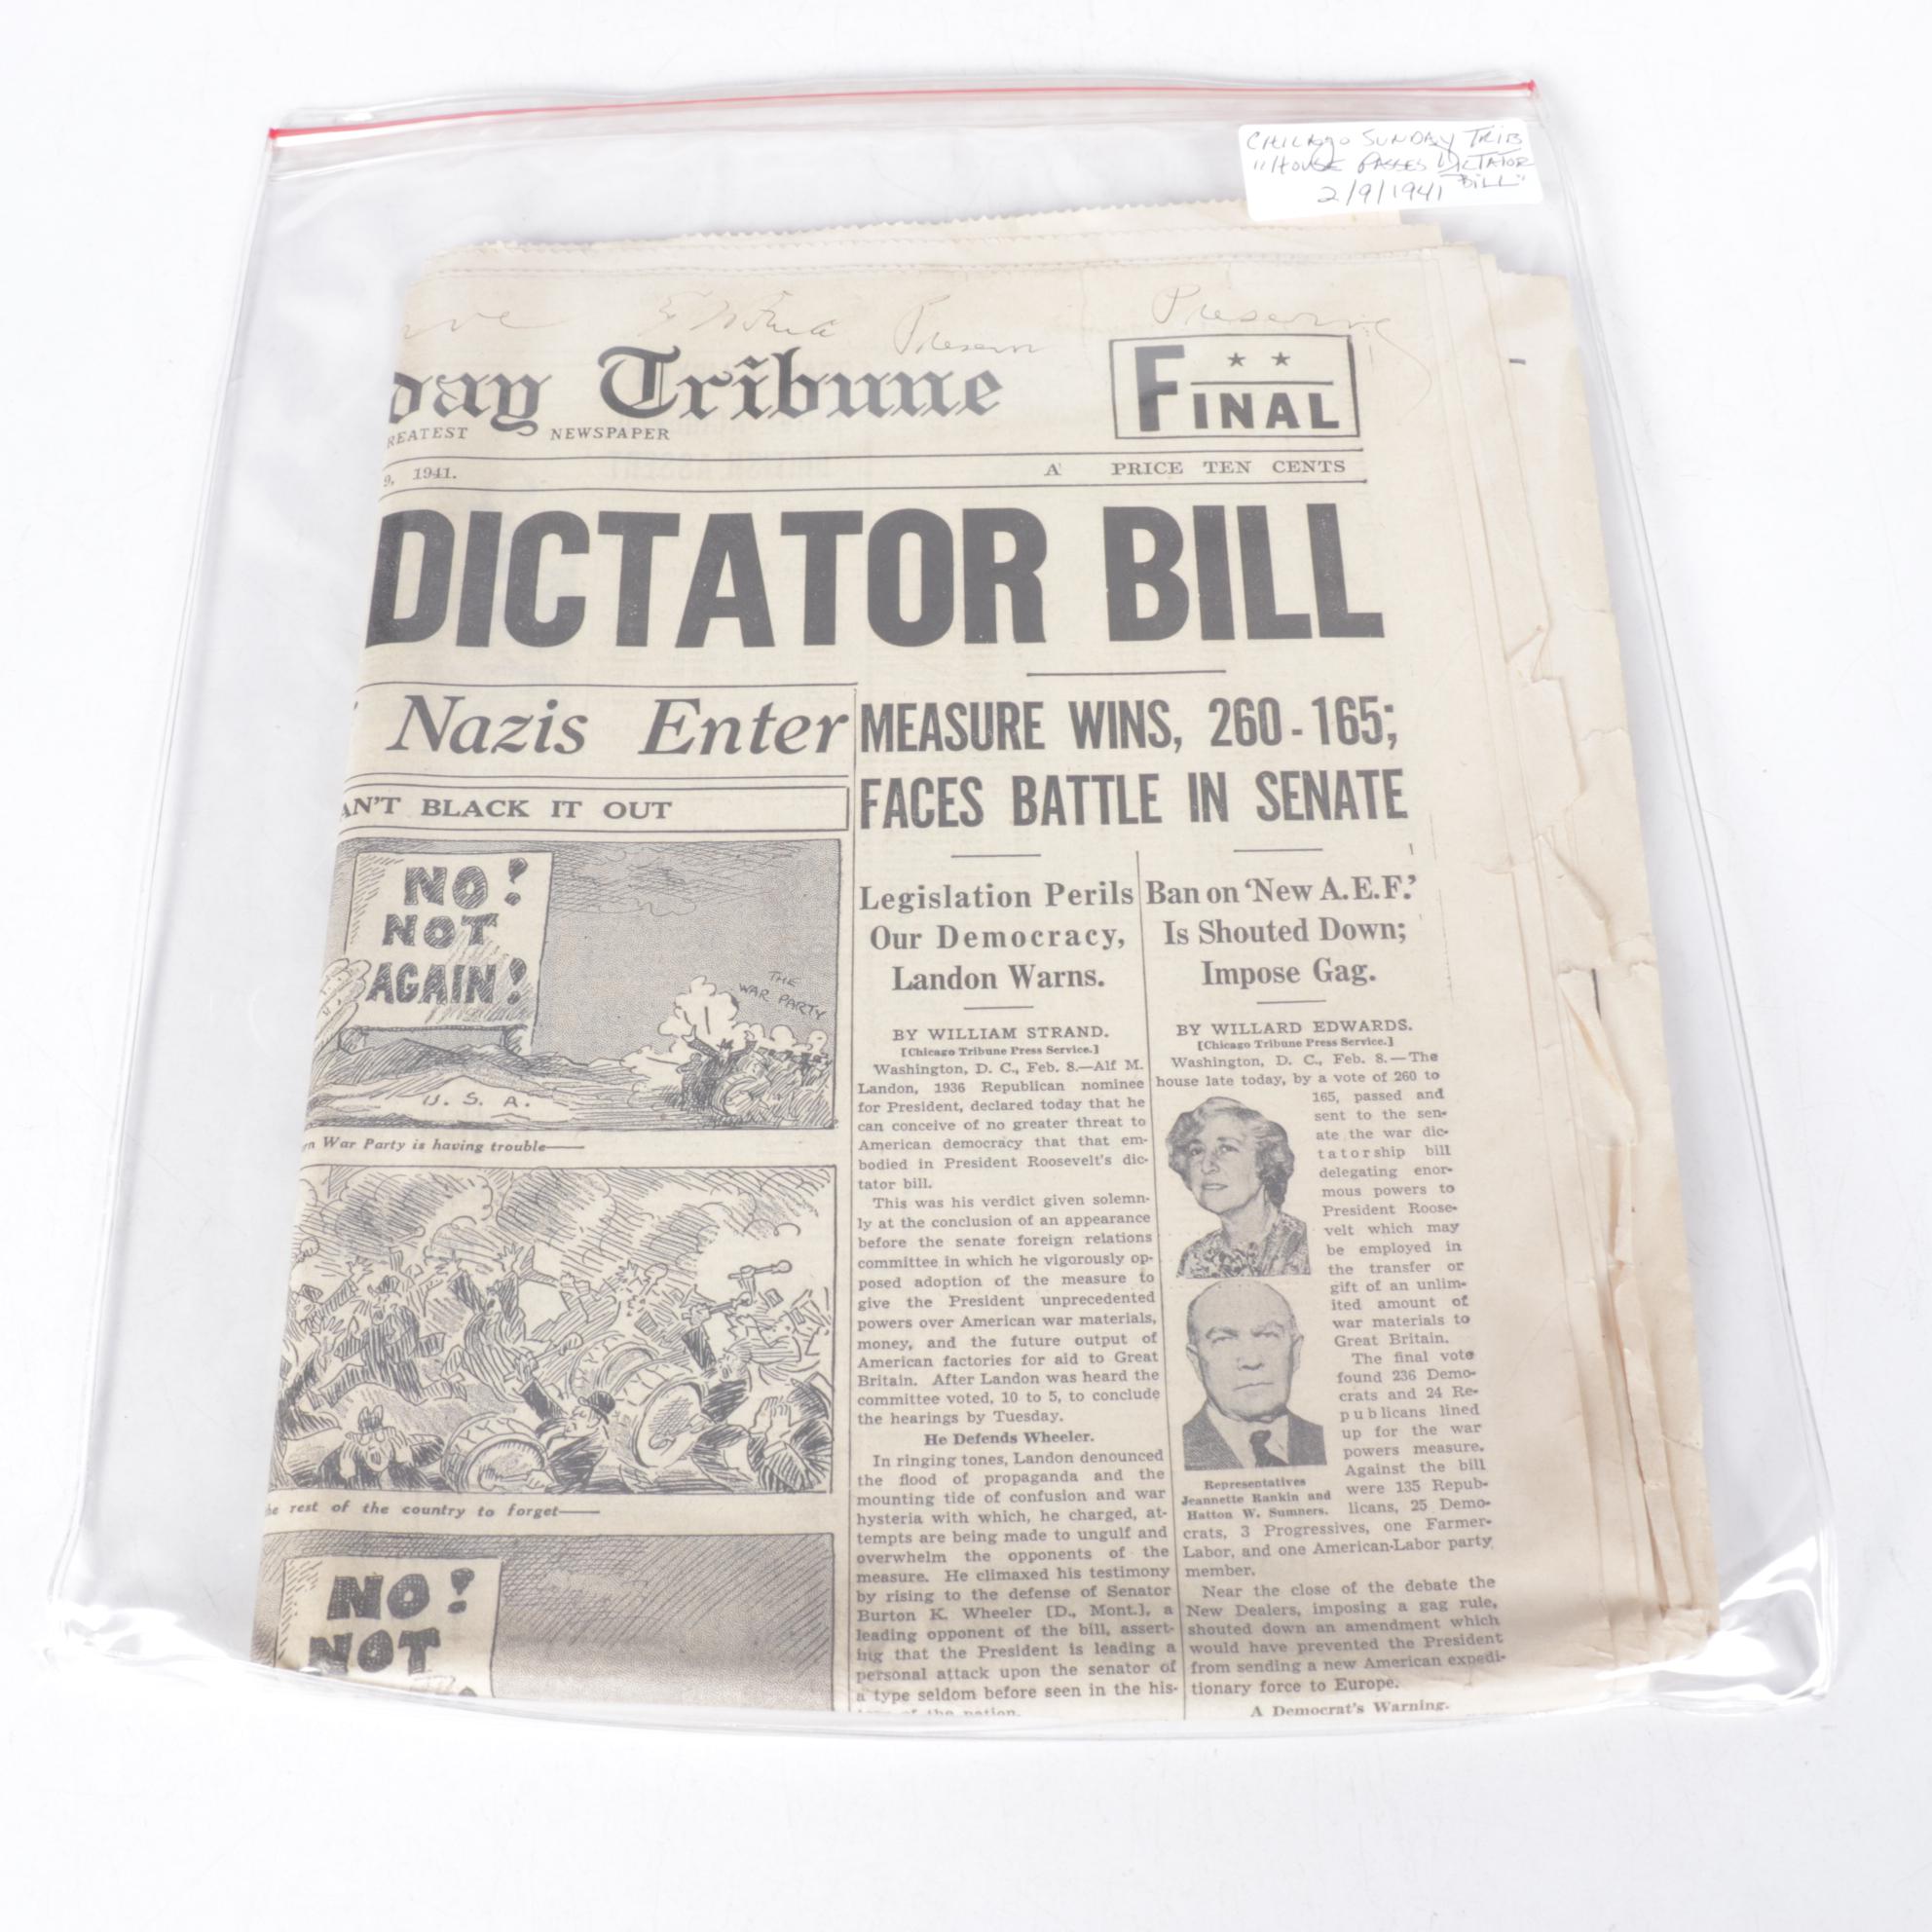 CHICAGO SUNDAY TRIB
"HOUSE PASSES DICTATOR
BILL"
2/9/1941
Preserve
day Tribune
REATEST NEWSPAPER
★ ★
FINAL
9, 1941.
A PRICE TEN CENTS
DICTATOR BILL
Nazis Enter
AN'T BLACK IT OUT
NO!
NOT
AGAIN!
THE
WAR PARTY
U. S. A.
rn War Party is having trouble—
he rest of the country to forget—
NO!
NOT
MEASURE WINS, 260-165;
FACES BATTLE IN SENATE
Legislation Perils
Our Democracy,
Landon Warns.
BY WILLIAM STRAND.
[Chicago Tribune Press Service.]
Washington, D. C., Feb. 8.—Alf M.
Landon, 1936 Republican nominee
for President, declared today that he
can conceive of no greater threat to
American democracy that that em-
bodied in President Roosevelt's dic-
tator bill.
This was his verdict given solemn-
ly at the conclusion of an appearance
before the senate foreign relations
committee in which he vigorously op-
posed adoption of the measure to
give the President unprecedented
powers over American war materials,
money, and the future output of
American factories for aid to Great
Britain. After Landon was heard the
committee voted, 10 to 5, to conclude
the hearings by Tuesday.
He Defends Wheeler.
In ringing tones, Landon denounced
the flood of propaganda and the
mounting tide of confusion and war
hysteria with which, he charged, at-
tempts are being made to ungulf and
overwhelm the opponents of the
measure. He climaxed his testimony
by rising to the defense of Senator
Burton K. Wheeler [D., Mont.], a
leading opponent of the bill, assert-
ing that the President is leading a
personal attack upon the senator of
a type seldom before seen in the his-
of the nation.
Ban on 'New A.E.F.'
Is Shouted Down;
Impose Gag.
BY WILLARD EDWARDS.
[Chicago Tribune Press Service.]
Washington, D. C., Feb. 8.—The
house late today, by a vote of 260 to
165, passed and
sent to the sen-
ate the war dic-
tatorship bill
delegating enor-
mous powers to
President Roose-
velt which may
be employed in
the transfer or
gift of an unlim-
ited amount of
war materials to
Great Britain.
The final vote
found 236 Demo-
crats and 24 Re-
publicans lined
up for the war
powers measure.
Against the bill
were 135 Repub-
licans, 25 Demo-
crats, 3 Progressives, one Farmer-
Labor, and one American-Labor party
member.
Near the close of the debate the
New Dealers, imposing a gag rule,
shouted down an amendment which
would have prevented the President
from sending a new American expedi-
tionary force to Europe.
A Democrat's Warning.
Representatives
Jeannette Rankin and
Hatton W. Sumners.